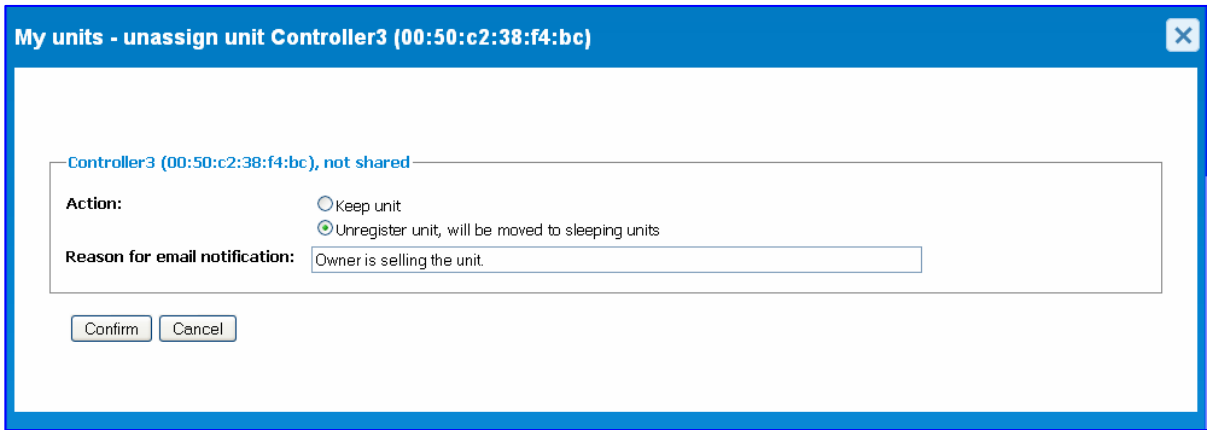 My units - unassign unit Controller3 (00:50:c2:38:f4:bc)
Controller3 (00:50:c2:38:f4:bc), not shared
Action:
Keep unit
Unregister unit, will be moved to sleeping units
Reason for email notification: Owner is selling the unit.
Confirm Cancel